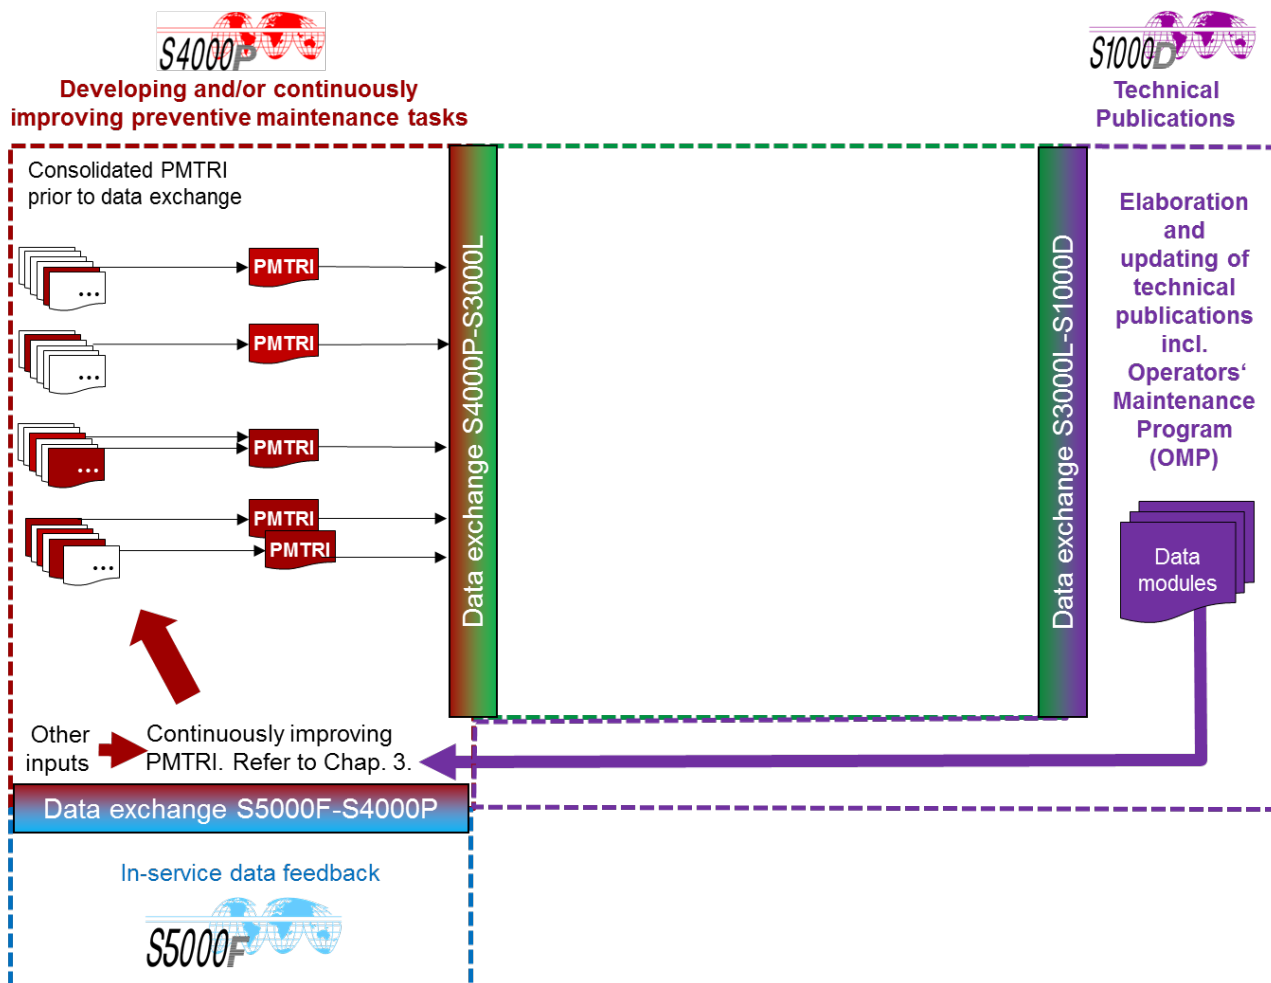 S4000P
Developing and/or continuously
improving preventive maintenance tasks
S1000D
Technical
Publications
Consolidated PMTRI
prior to data exchange
...
PMTRI
...
PMTRI
...
PMTRI
...
PMTRI
PMTRI
Data exchange S4000P-S3000L
Data exchange S3000L-S1000D
Elaboration
and
updating of
technical
publications
incl.
Operators‘
Maintenance
Program
(OMP)
Data
modules
Other
inputs
Continuously improving
PMTRI. Refer to Chap. 3.
Data exchange S5000F-S4000P
In-service data feedback
S5000F